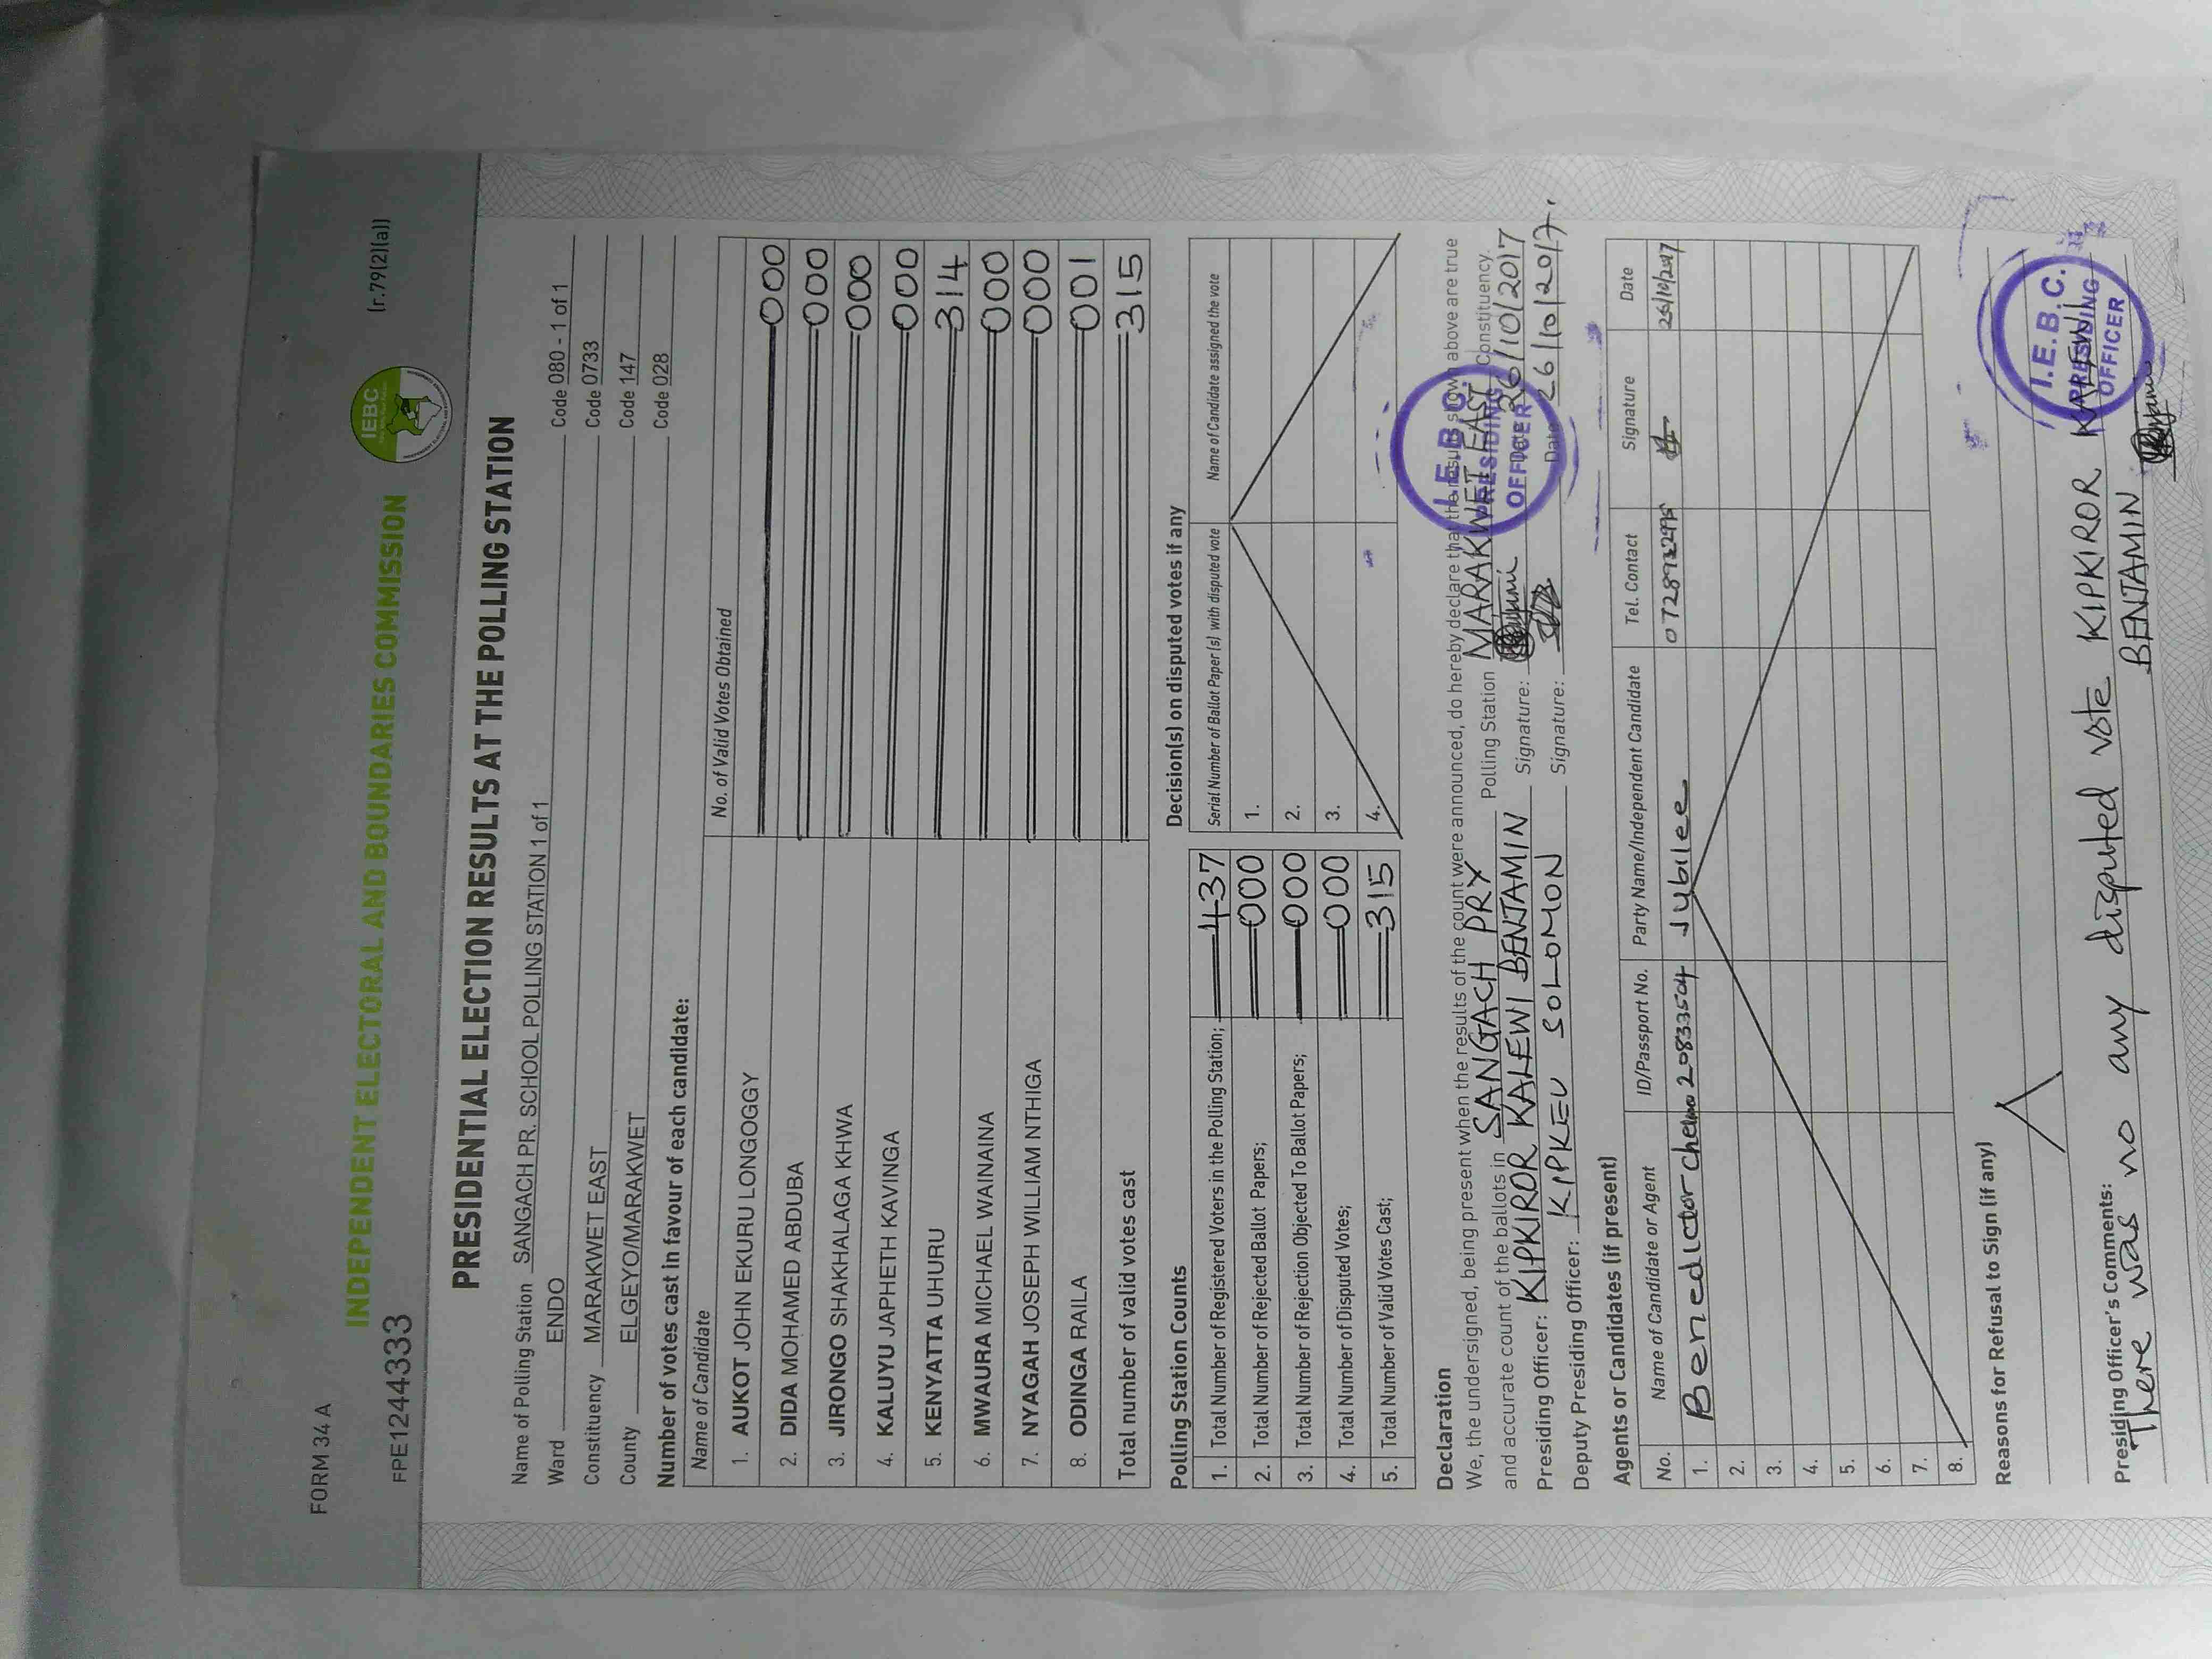 FORM 34 A
(r.79(2)(a))
IEBC
INDEPENDENT ELECTORAL AND BOUNDARIES COMMISSION
FPE1244333
PRESIDENTIAL ELECTION RESULTS AT THE POLLING STATION
Name of Polling Station SANGACH PR. SCHOOL POLLING STATION 1 of 1 Code 080 - 1 of 1
Ward ENDO Code 0733
Constituency MARAKWET EAST Code 147
County ELGEYO/MARAKWET Code 028
Number of votes cast in favour of each candidate:
Name of Candidate No. of Valid Votes Obtained
1. AUKOT JOHN EKURU LONGOGGY 000
2. DIDA MOHAMED ABDUBA 000
3. JIRONGO SHAKHALAGA KHWA 000
4. KALUYU JAPHETH KAVINGA 000
5. KENYATTA UHURU 314
6. MWAURA MICHAEL WAINAINA 000
7. NYAGAH JOSEPH WILLIAM NTHIGA 000
8. ODINGA RAILA 001
Total number of valid votes cast 315
Polling Station Counts
1. Total Number of Registered Voters in the Polling Station; 437
2. Total Number of Rejected Ballot Papers; 000
3. Total Number of Rejection Objected To Ballot Papers; 000
4. Total Number of Disputed Votes; 000
5. Total Number of Valid Votes Cast; 315
Decision(s) on disputed votes if any
Serial Number of Ballot Paper (s) with disputed vote Name of Candidate assigned the vote
1.
2.
3.
4.
Declaration
We, the undersigned, being present when the results of the count were announced, do hereby declare that the results shown above are true
and accurate count of the ballots in SANGACH PRY Polling Station MARAKWET EAST Constituency.
Presiding Officer: KIPKIROR KALEWI BENJAMIN Signature: Date 26/10/2017
Deputy Presiding Officer: KIPKEU SOLOMON Signature: Date 26/10/2017.
I.E.B.C.
PRESIDING
OFFICER
Agents or Candidates (if present)
No. Name of Candidate or Agent ID/Passport No. Party Name/Independent Candidate Tel. Contact Signature Date
1. Benedictor 20833504 Jubilee 26/10/2017
2.
3.
4.
5.
6.
7.
8.
Reasons for Refusal to Sign (if any)
Presiding Officer's Comments:
There was no any disputed vote KIPKIROR KALEWI
BENJAMIN
I.E.B.C.
PRESIDING
OFFICER